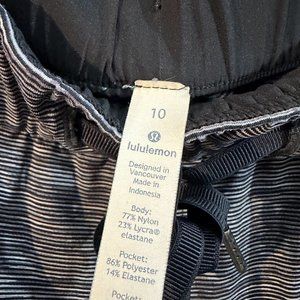 10
lululemon
Designed in
Vancouver
Made in
Indonesia
Body:
77% Nylon
23% Lycra®
elastane
Pocket:
86% Polyester
14% Elastane